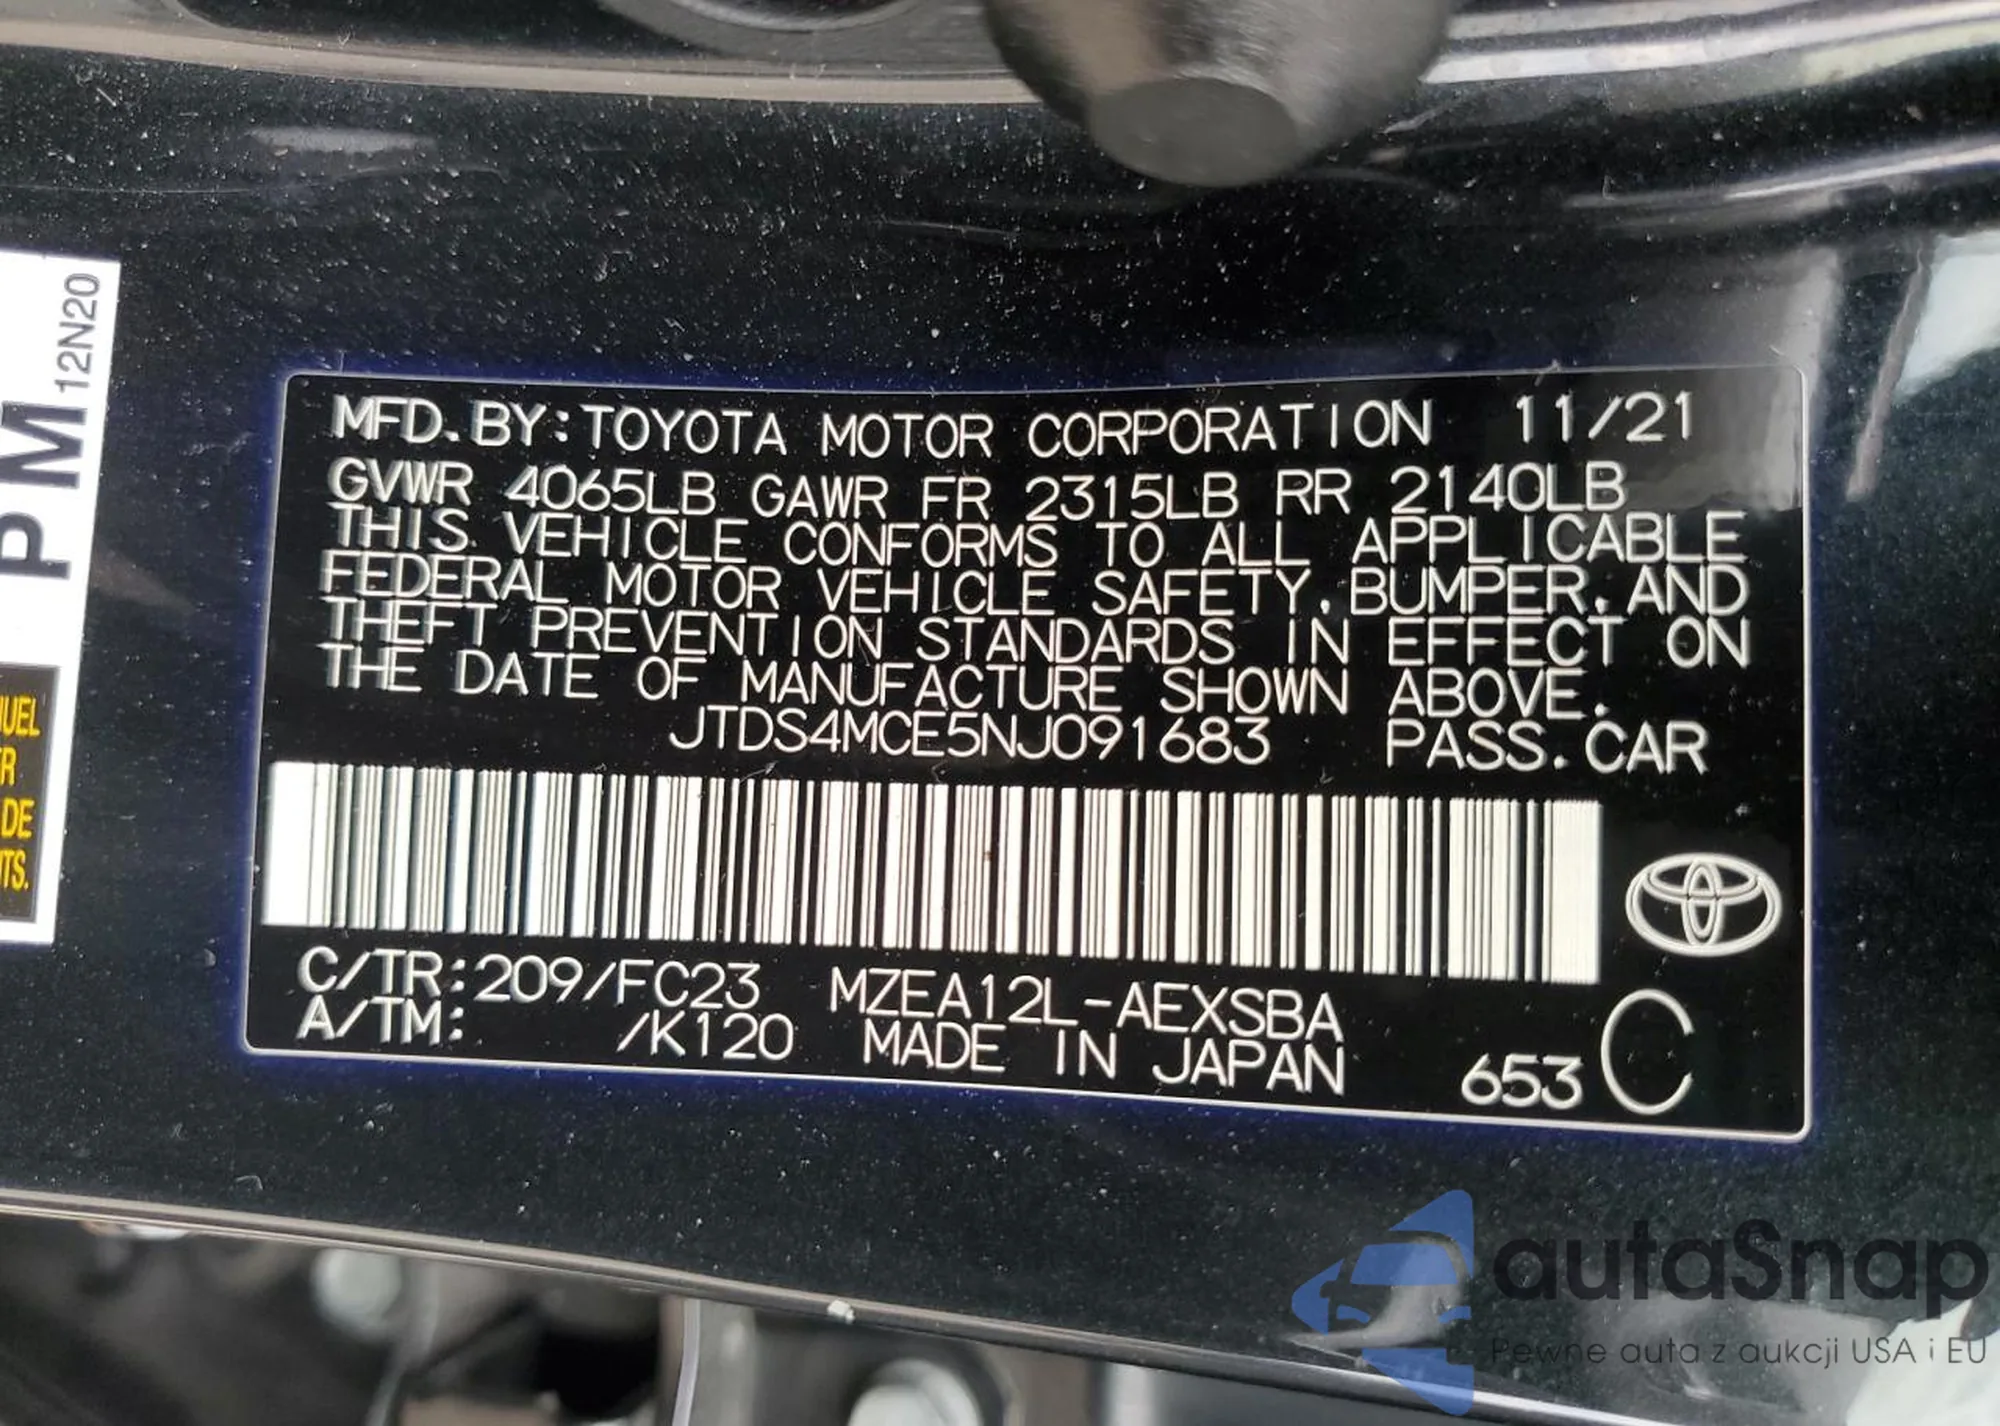 12N20
PM
MFD. BY: TOYOTA MOTOR CORPORATION 11/21
GVWR 4065LB GAWR FR 2315LB RR 2140LB
THIS VEHICLE CONFORMS TO ALL APPLICABLE
FEDERAL MOTOR VEHICLE SAFETY, BUMPER, AND
THEFT PREVENTION STANDARDS IN EFFECT ON
THE DATE OF MANUFACTURE SHOWN ABOVE.
JTDS4MCE5NJ091683 PASS. CAR
C/TR: 209/FC23 MZEA12L-AEXSBA
A/TM: /K120 MADE IN JAPAN 653 C
autaSnap
Pewne auta z aukcji USA i EU